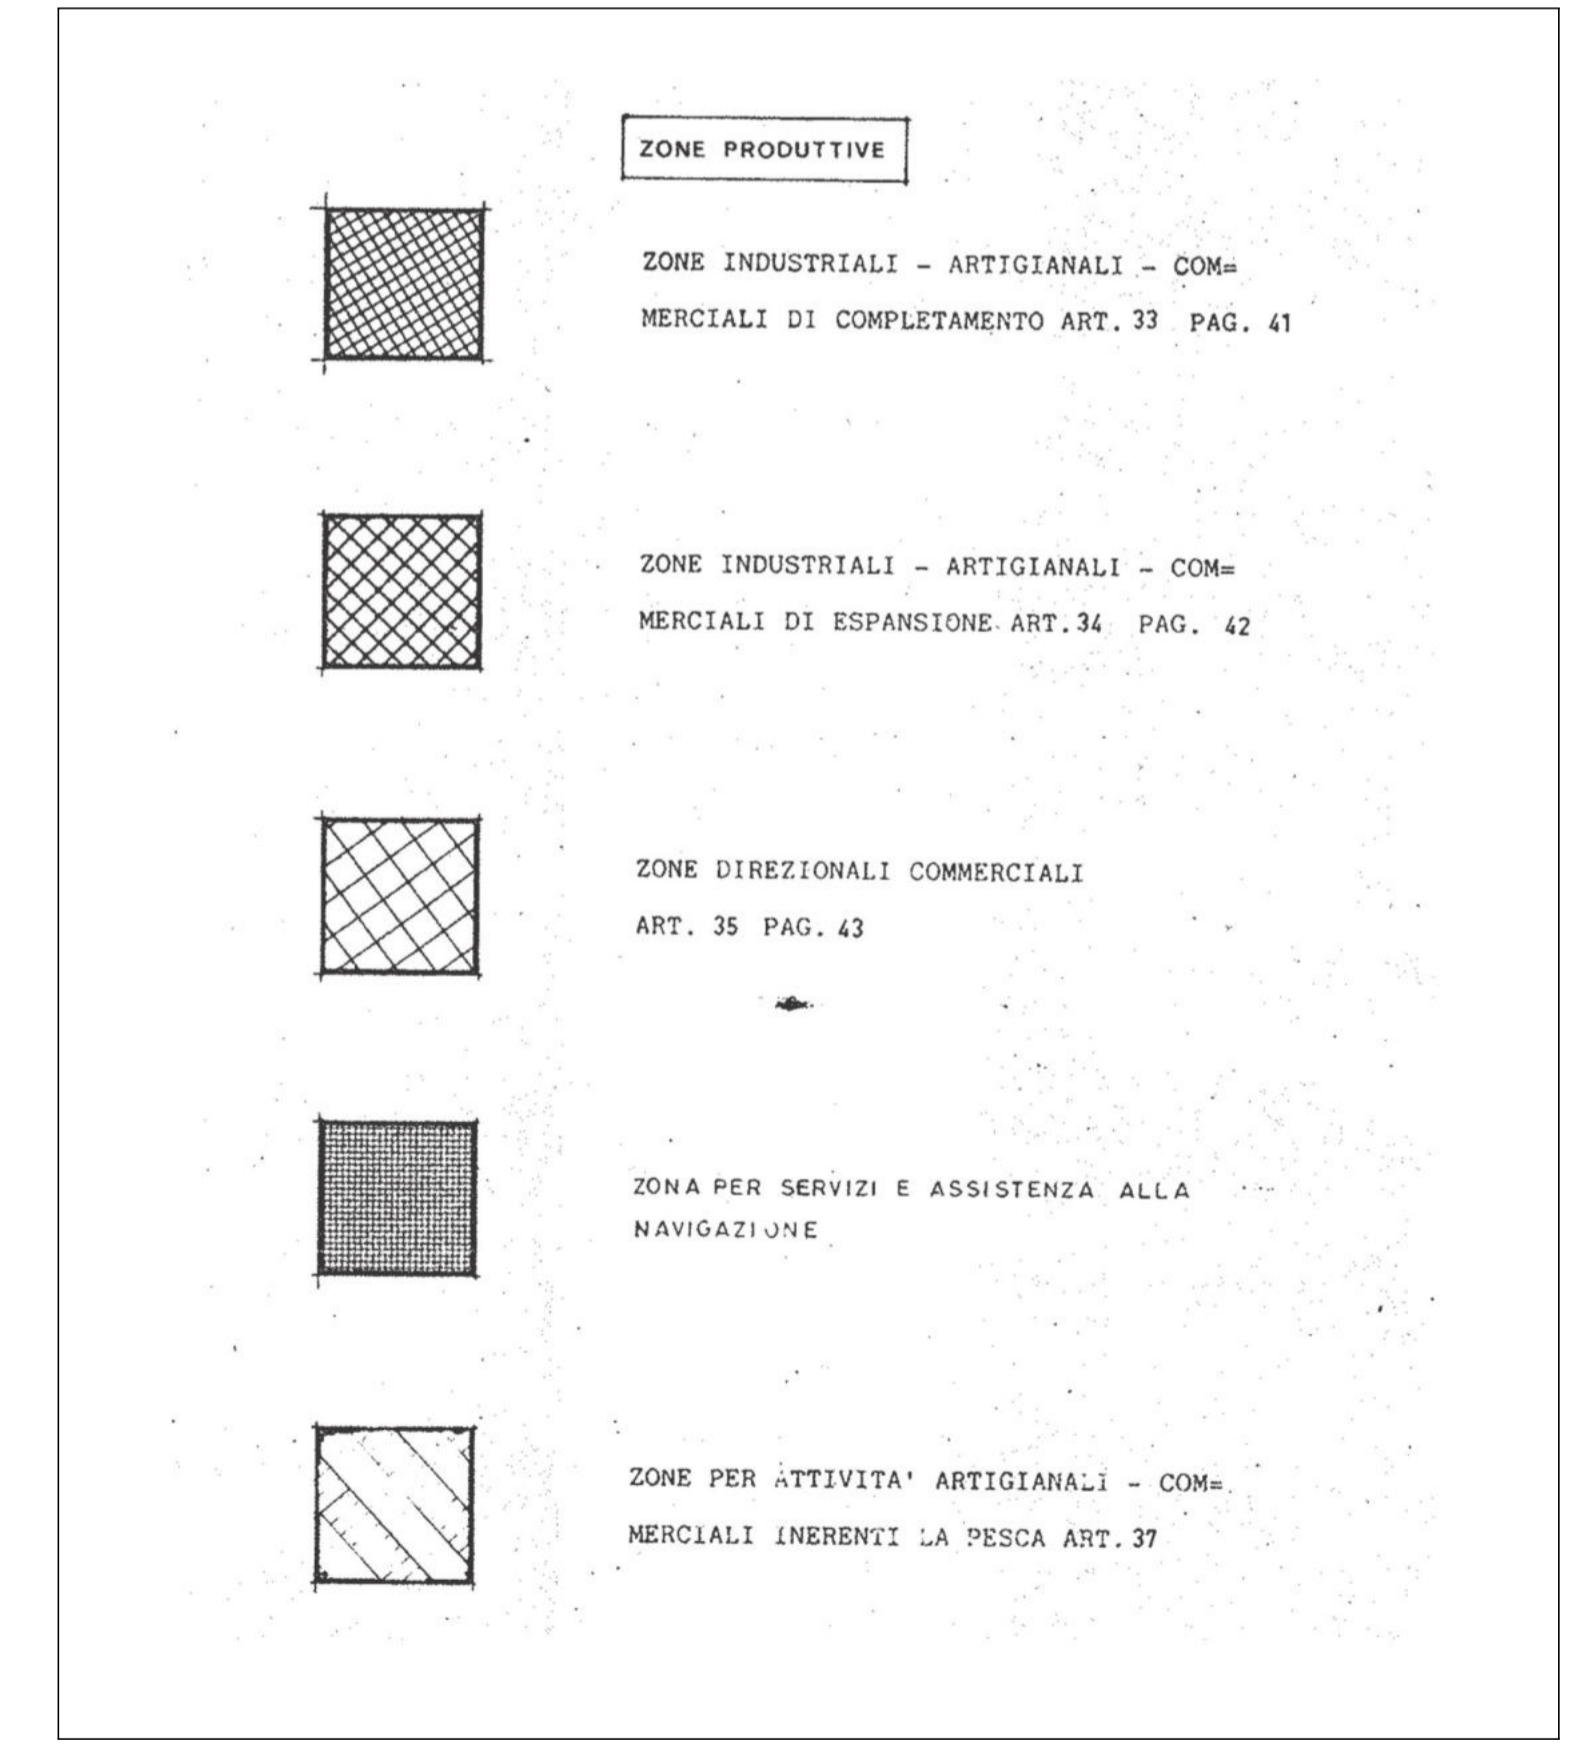 ZONE PRODUTTIVE
ZONE INDUSTRIALI - ARTIGIANALI - COM=
MERCIALI DI COMPLETAMENTO ART. 33 PAG. 41
ZONE INDUSTRIALI - ARTIGIANALI - COM=
MERCIALI DI ESPANSIONE ART. 34 PAG. 42
ZONE DIREZIONALI COMMERCIALI
ART. 35 PAG. 43
ZONA PER SERVIZI E ASSISTENZA ALLA
NAVIGAZIONE
ZONE PER ATTIVITA' ARTIGIANALI - COM=
MERCIALI INERENTI LA PESCA ART. 37